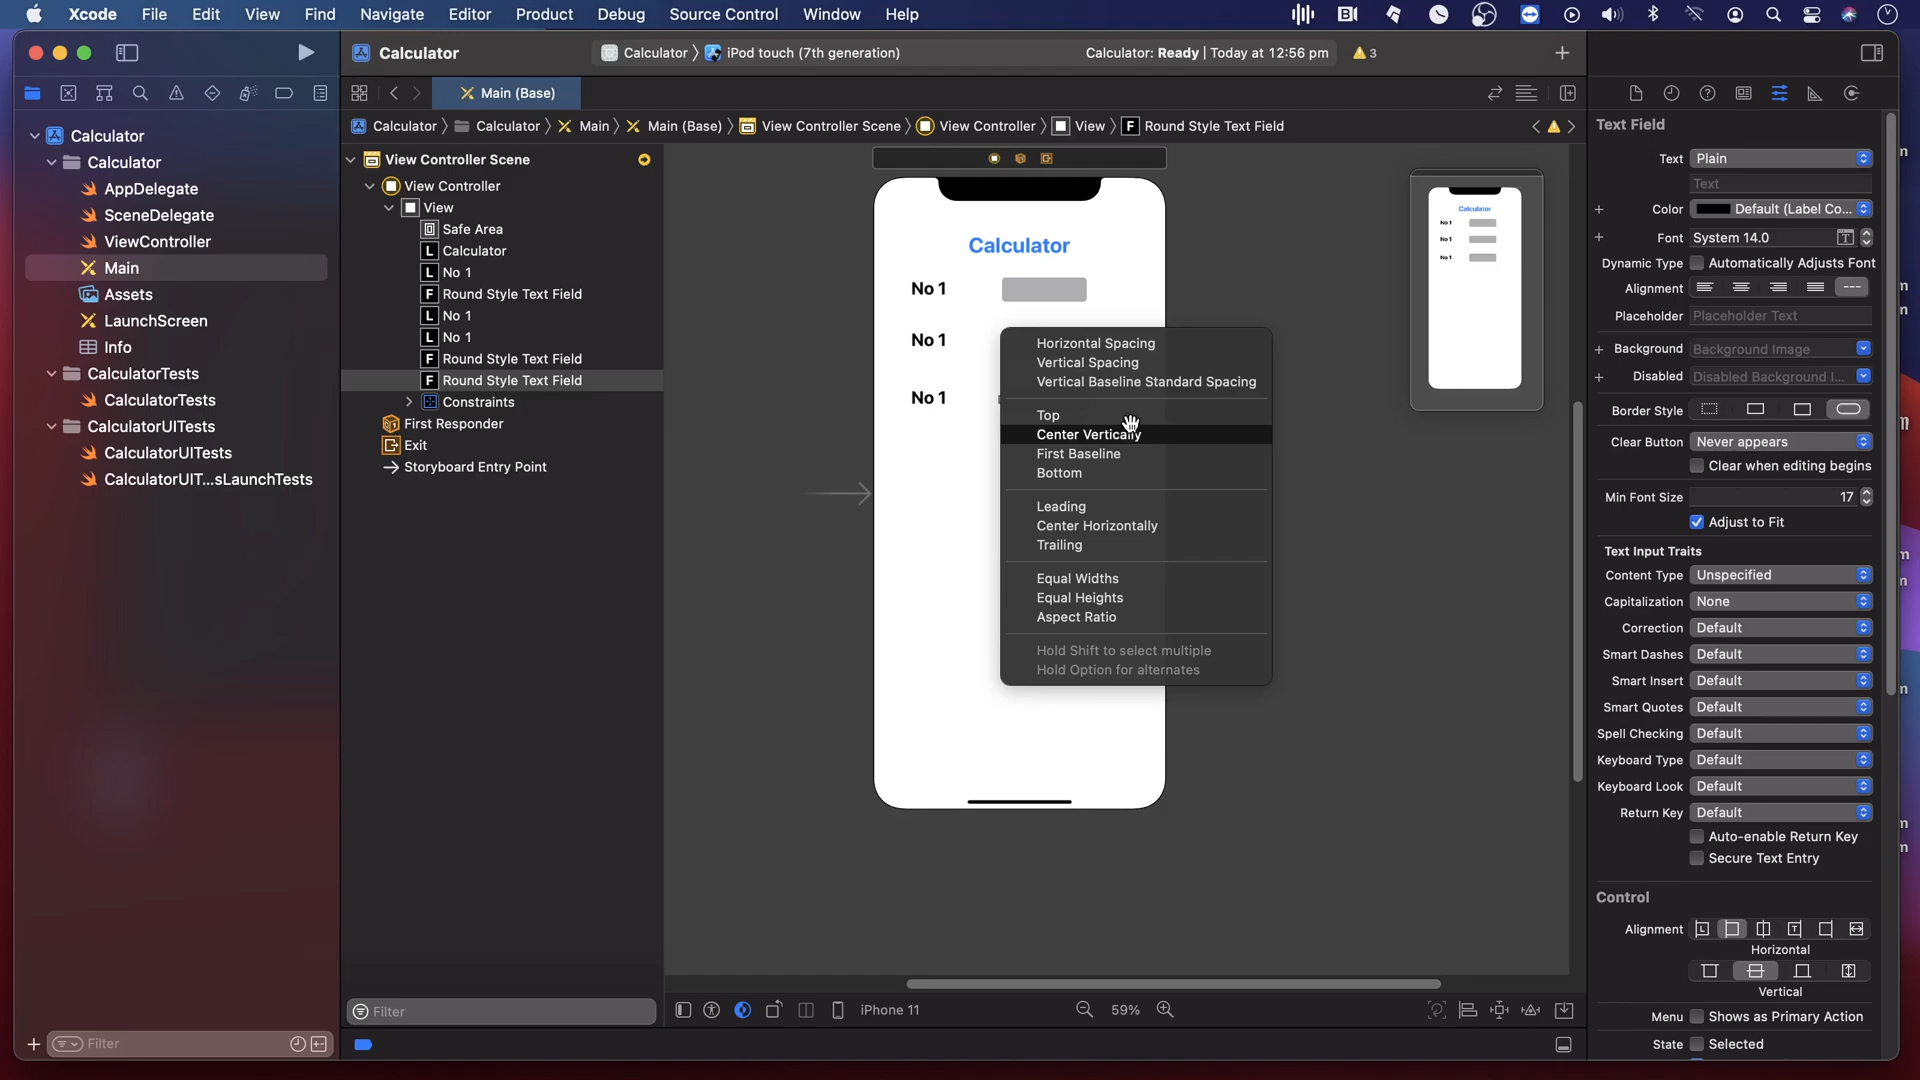 Xcode File Edit View Find Navigate Editor Product Debug Source Control Window Help
Calculator
Calculator
iPod touch (7th generation)
Calculator: Ready | Today at 12:56 pm
3
Main (Base)
Calculator
Calculator
Main
Main (Base)
View Controller Scene
View Controller
View
F
Round Style Text Field
Calculator
Calculator
AppDelegate
SceneDelegate
ViewController
Main
Assets
LaunchScreen
Info
CalculatorTests
CalculatorTests
CalculatorUITests
CalculatorUITests
CalculatorUIT...sLaunchTests
Filter
View Controller Scene
View Controller
View
Safe Area
L Calculator
L No 1
F Round Style Text Field
L No 1
L No 1
F Round Style Text Field
F Round Style Text Field
Constraints
First Responder
Exit
Storyboard Entry Point
Filter
Calculator
No 1
No 1
No 1
Horizontal Spacing
Vertical Spacing
Vertical Baseline Standard Spacing
Top
Center Vertically
First Baseline
Bottom
Leading
Center Horizontally
Trailing
Equal Widths
Equal Heights
Aspect Ratio
Hold Shift to select multiple
Hold Option for alternates
Calculator
No 1
No 1
No 1
iPhone 11
59%
Text Field
Text Plain
Text
Color Default (Label Co...
Font System 14.0
Dynamic Type Automatically Adjusts Font
Alignment
Placeholder Placeholder Text
Background Background Image
Disabled Disabled Background I...
Border Style
Clear Button Never appears
Clear when editing begins
Min Font Size 17
Adjust to Fit
Text Input Traits
Content Type Unspecified
Capitalization None
Correction Default
Smart Dashes Default
Smart Insert Default
Smart Quotes Default
Spell Checking Default
Keyboard Type Default
Keyboard Look Default
Return Key Default
Auto-enable Return Key
Secure Text Entry
Control
Alignment
Horizontal
Vertical
Menu Shows as Primary Action
State Selected